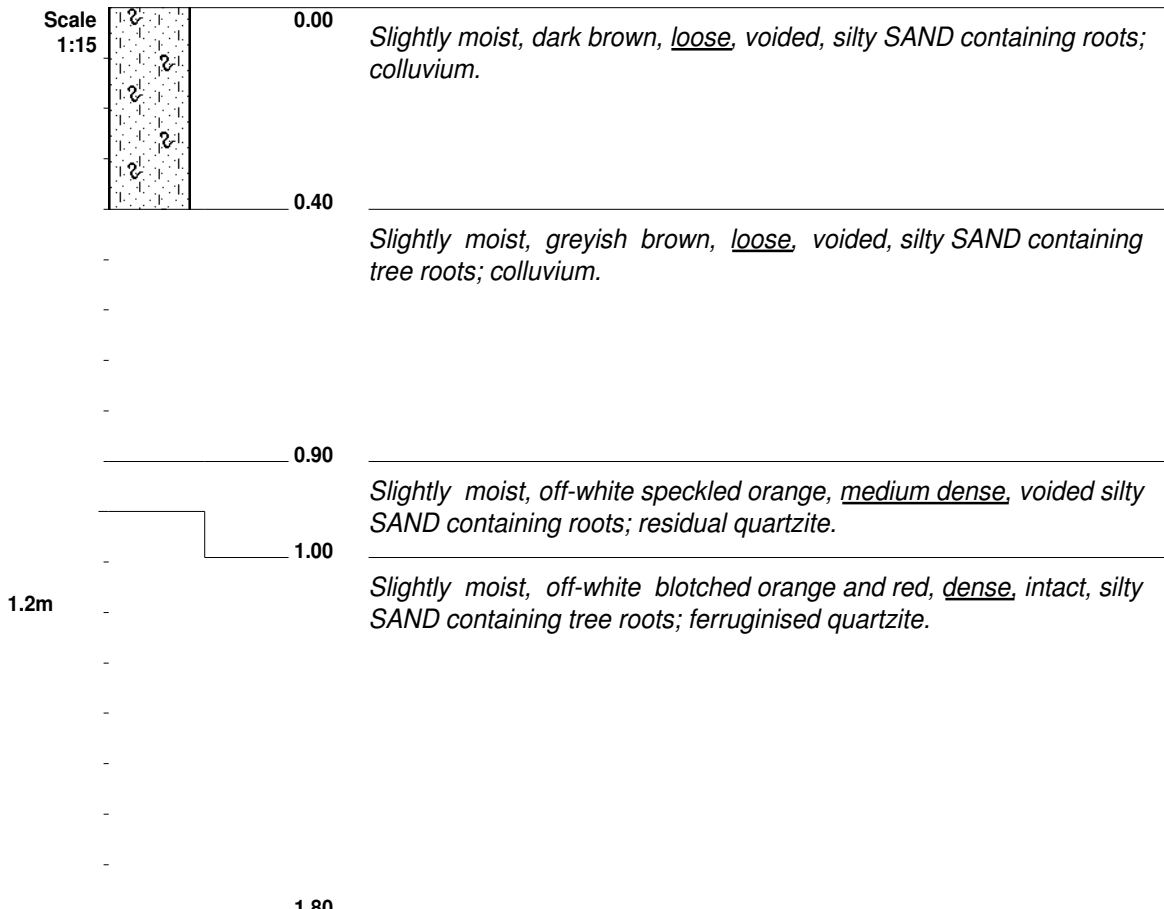 Scale
1:15
0.00
Slightly moist, dark brown, loose, voided, silty SAND containing roots;
colluvium.
0.40
Slightly moist, greyish brown, loose, voided, silty SAND containing
tree roots; colluvium.
0.90
Slightly moist, off-white speckled orange, medium dense, voided silty
SAND containing roots; residual quartzite.
1.00
Slightly moist, off-white blotched orange and red, dense, intact, silty
SAND containing tree roots; ferruginised quartzite.
1.2m
1.80